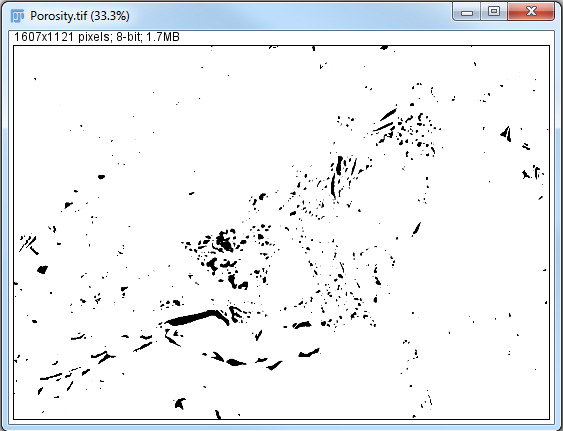 Porosity.tif (33.3%)
1607x1121 pixels; 8-bit; 1.7MB